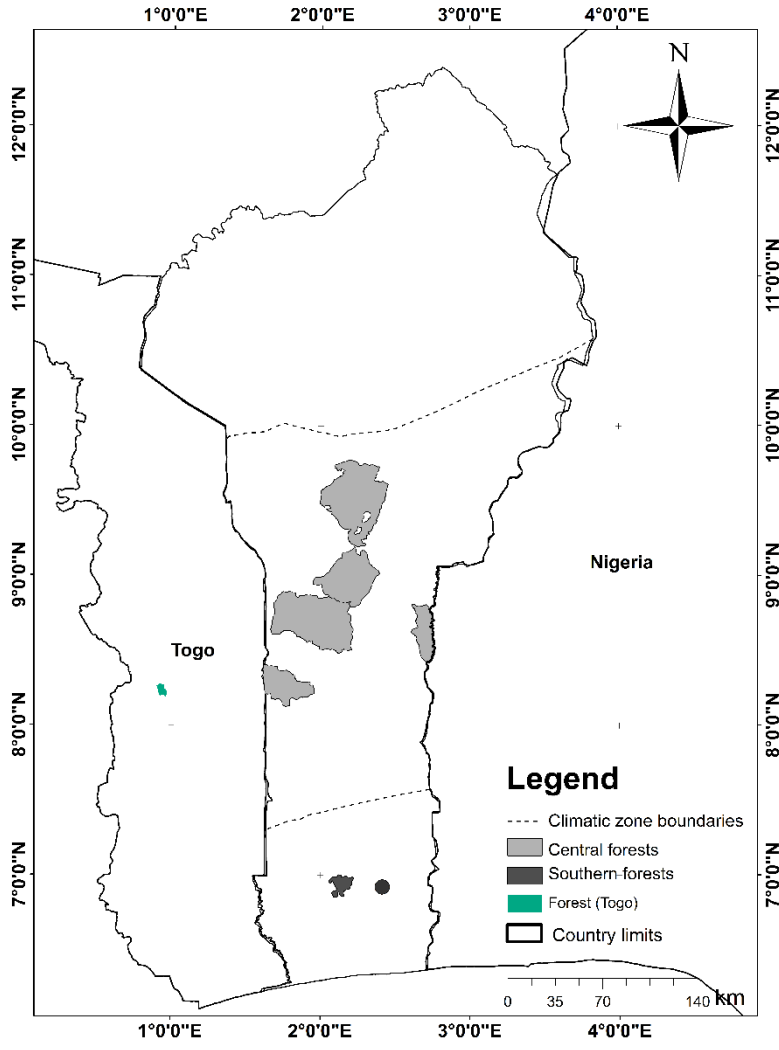 1°0'0"E 2°0'0"E 3°0'0"E 4°0'0"E
N
12°0'0"N 12°0'0"N
11°0'0"N 11°0'0"N
10°0'0"N 10°0'0"N
9°0'0"N 9°0'0"N
Nigeria
Togo
8°0'0"N 8°0'0"N
Legend
Climatic zone boundaries
Central forests
Southern forests
Forest (Togo)
Country limits
7°0'0"N 7°0'0"N
0 35 70 140 km
1°0'0"E 2°0'0"E 3°0'0"E 4°0'0"E